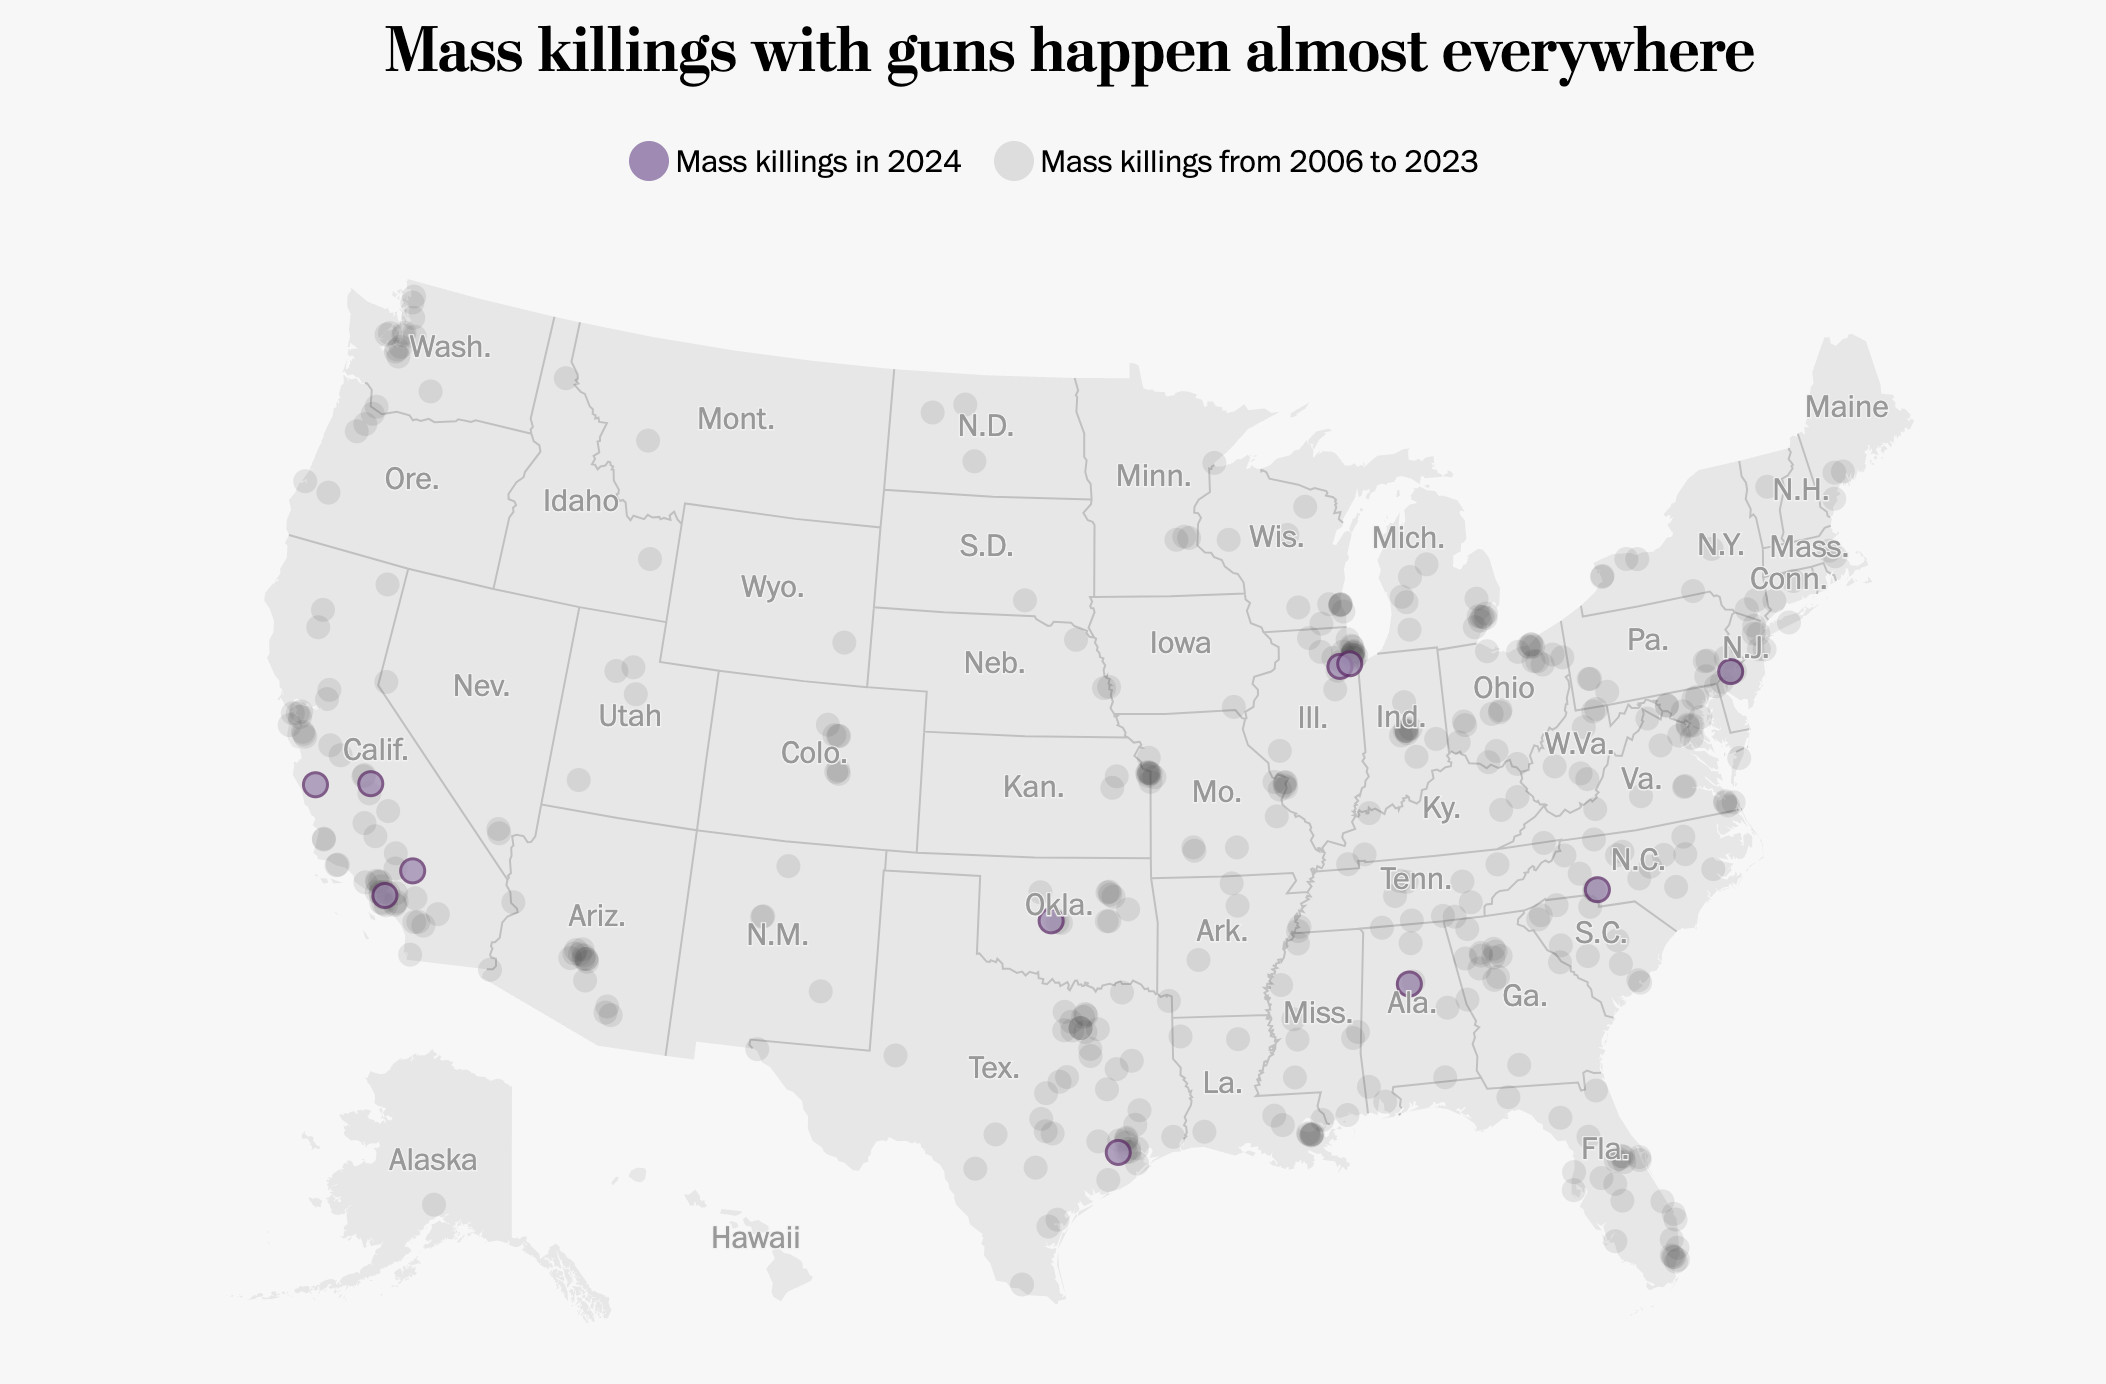 Mass killings with guns happen almost everywhere
Mass killings in 2024 Mass killings from 2006 to 2023
Wash.
Maine
Mont.
N.D.
Minn.
Ore.
Idaho
N.H.
Wis.
Mich.
S.D.
N.Y.
Mass.
Conn.
Wyo.
Iowa
Pa.
N.J.
Neb.
Nev.
Ohio
Utah
Ill.
Ind.
Calif.
Colo.
W.Va.
Va.
Kan.
Mo.
Ky.
N.C.
Tenn.
Okla.
Ariz.
N.M.
Ark.
S.C.
Miss.
Ala.
Ga.
Tex.
La.
Fla.
Alaska
Hawaii